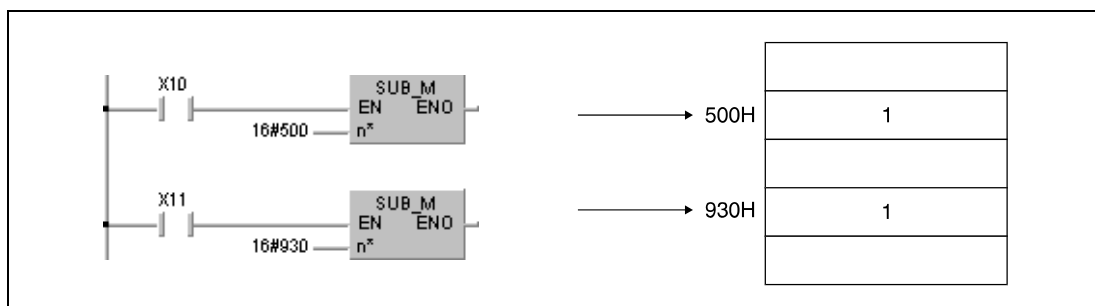 X10
SUB_M
EN ENO
16#500 n*
500H 1
X11
SUB_M
EN ENO
16#930 n*
930H 1